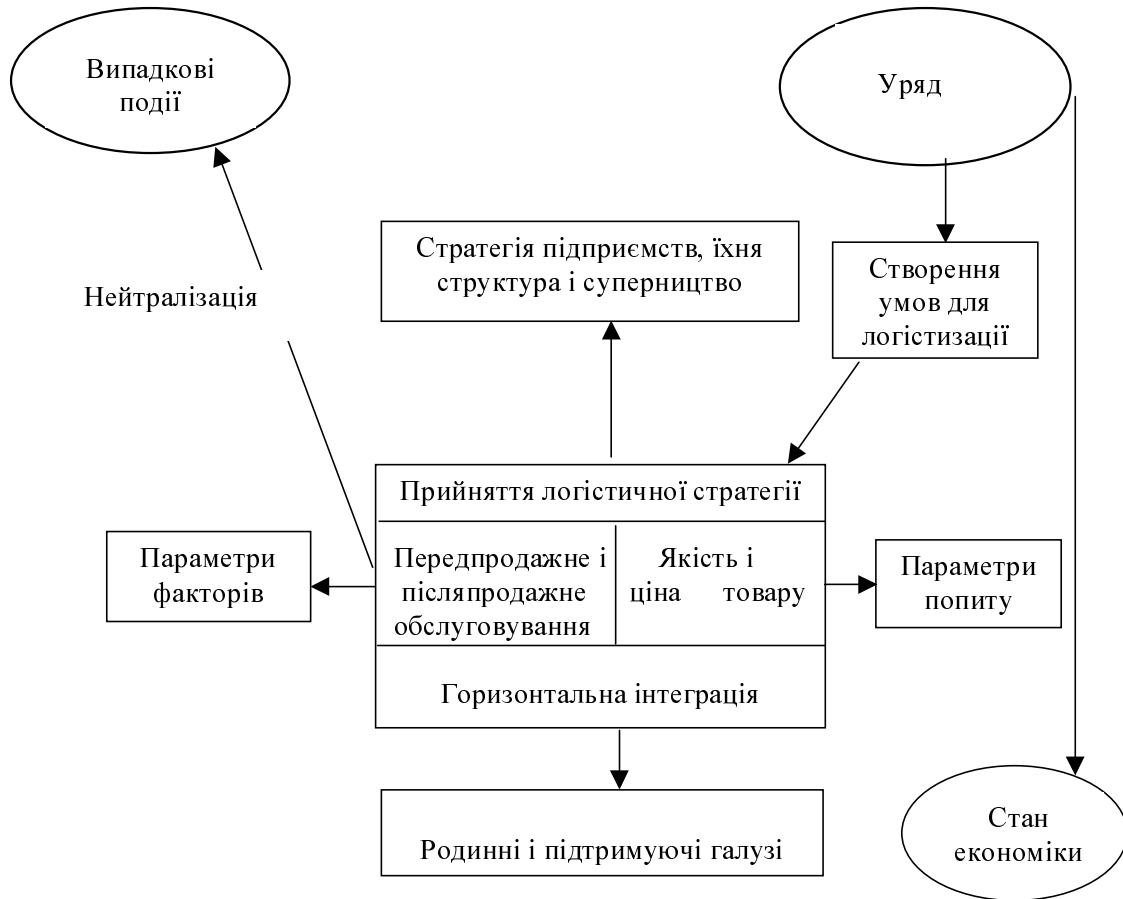 Випадкові
події
Уряд
Стратегія підприємств, їхня
структура і суперництво
Створення
умов для
логістизації
Нейтралізація
Прийняття логістичної стратегії
Параметри
факторів
Передпродажне і
післяпродажне
обслуговування
Якість і
ціна товару
Параметри
попиту
Горизонтальна інтеграція
Родинні і підтримуючі галузі
Стан
економіки